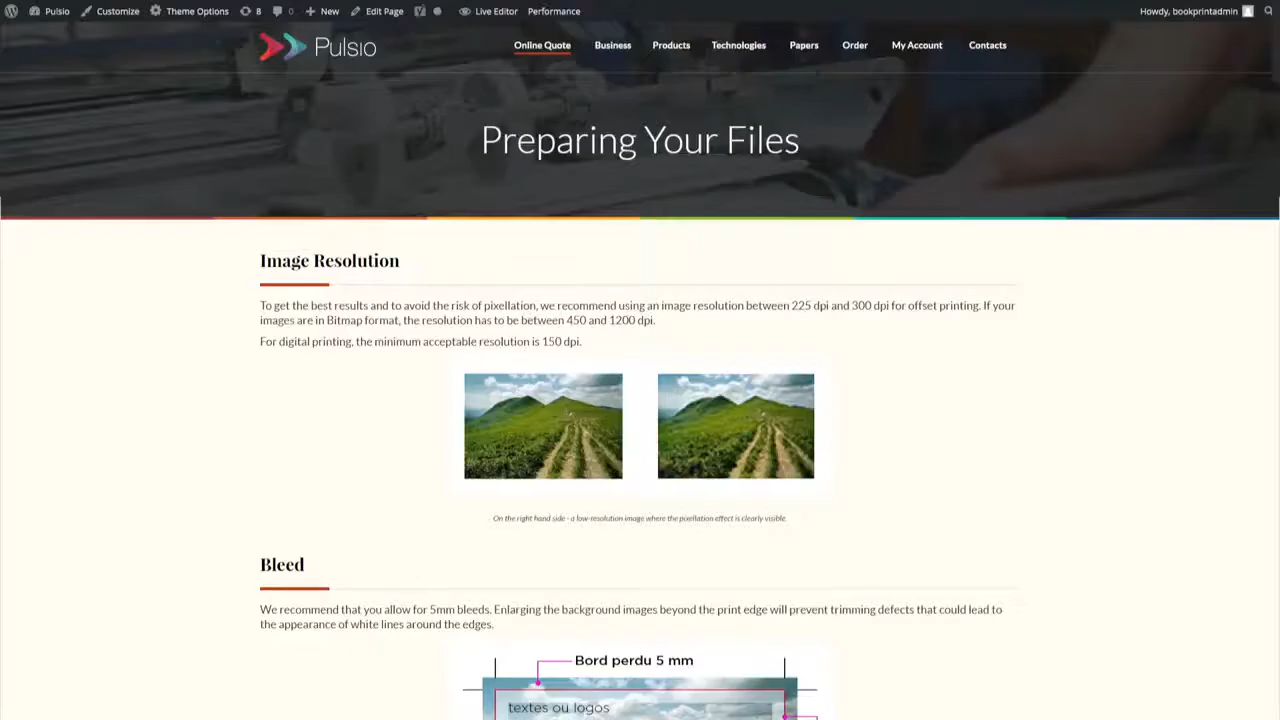 Pulsio Customize Theme Options 8 0 New Edit Page Live Editor Performance Howdy, bookprintadmin
Pulsio Online Quote Business Products Technologies Papers Order My Account Contacts
Preparing Your Files
Image Resolution
To get the best results and to avoid the risk of pixellation, we recommend using an image resolution between 225 dpi and 300 dpi for offset printing. If your
images are in Bitmap format, the resolution has to be between 450 and 1200 dpi.
For digital printing, the minimum acceptable resolution is 150 dpi.
On the right hand side - a low-resolution image where the pixellation effect is clearly visible.
Bleed
We recommend that you allow for 5mm bleeds. Enlarging the background images beyond the print edge will prevent trimming defects that could lead to
the appearance of white lines around the edges.
Bord perdu 5 mm
textes ou logos